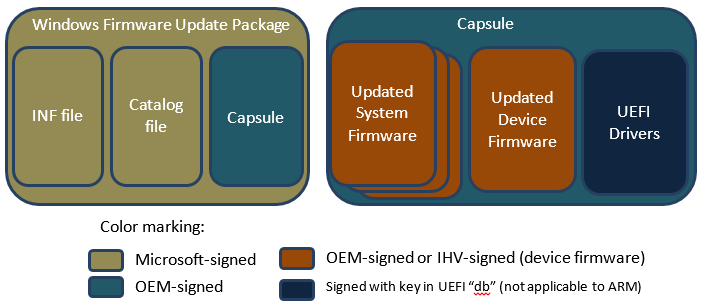 Windows Firmware Update Package
INF file
Catalog
file
Capsule
Capsule
Updated
System
Firmware
Updated
Device
Firmware
UEFI
Drivers
Color marking:
Microsoft-signed
OEM-signed
OEM-signed or IHV-signed (device firmware)
Signed with key in UEFI “db” (not applicable to ARM)